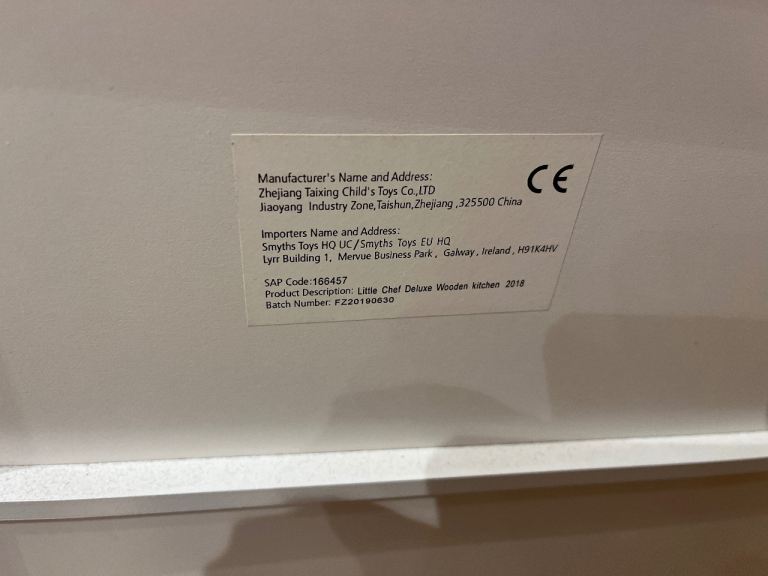 Manufacturer's Name and Address:
Zhejiang Taixing Child's Toys Co.,LTD
Jiaoyang Industry Zone,Taishun,Zhejiang ,325500 China
CE
Importers Name and Address:
Smyths Toys HQ UC/Smyths Toys EU HQ
Lyrr Building 1, Mervue Business Park, Galway, Ireland, H91K4HV
SAP Code:166457
Product Description: Little Chef Deluxe Wooden kitchen 2018
Batch Number: FZ20190630